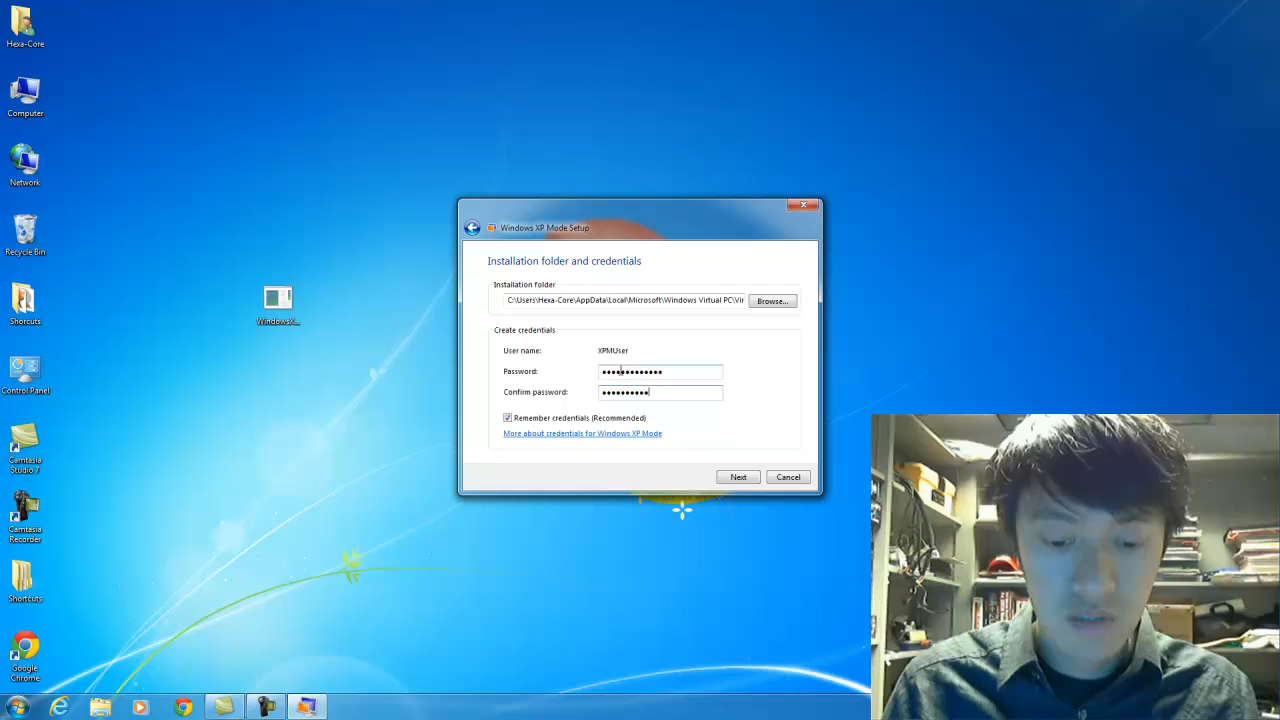 Hexa-Core
Computer
Network
Recycle Bin
Shorcuts
Control Panel
Camtasia
Studio 7
Camtasia
Recorder
Shortcuts
Google
Chrome
WindowsX...
Windows XP Mode Setup
Installation folder and credentials
Installation folder
C:\Users\Hexa-Core\AppData\Local\Microsoft\Windows Virtual PC\Vir
Browse...
Create credentials
User name: XPMUser
Password: •••••••••••••
Confirm password: ••••••••••
Remember credentials (Recommended)
More about credentials for Windows XP Mode
Next Cancel